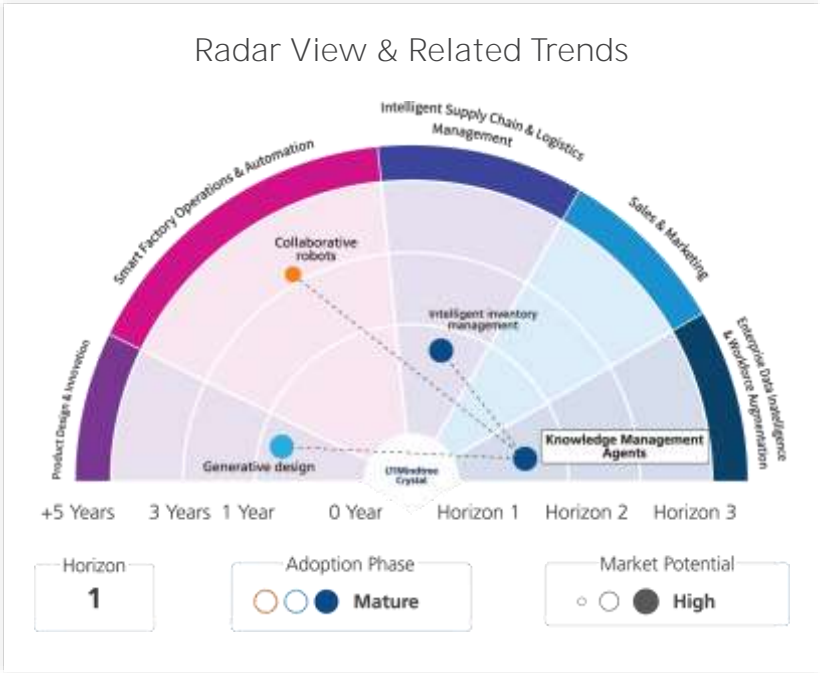 Radar View & Related Trends
Intelligent Supply Chain & Logistics
Management
Smart Factory Operations & Automation
Sales & Marketing
Product Design & Innovation
Enterprise Data Inatelligence
& Workforce Augmentation
Collaborative
robots
Intelligent inventory
management
Generative design
Knowledge Management
Agents
LTIMindtree
Crystal
+5 Years
3 Years
1 Year
0 Year
Horizon 1
Horizon 2
Horizon 3
Horizon
1
Adoption Phase
Mature
Market Potential
High